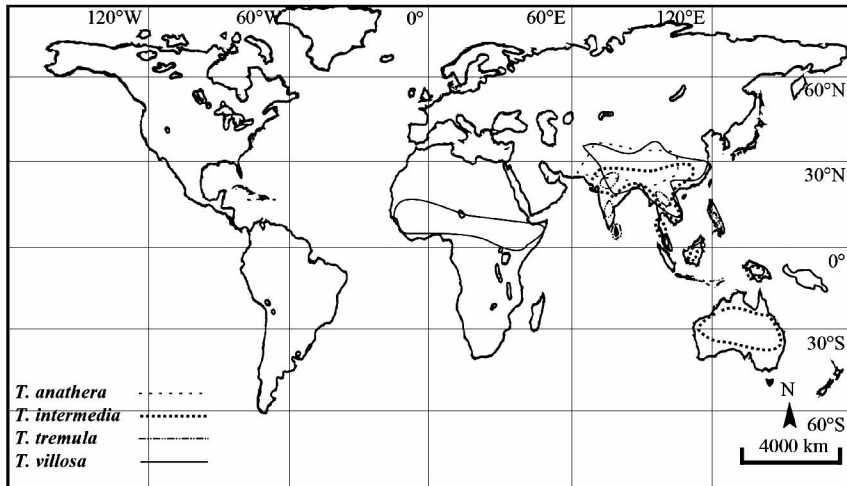 120°W 60°W 0° 60°E 120°E
60°N
30°N
0°
30°S
60°S
N
4000 km
T. anathera
T. intermedia
T. tremula
T. villosa